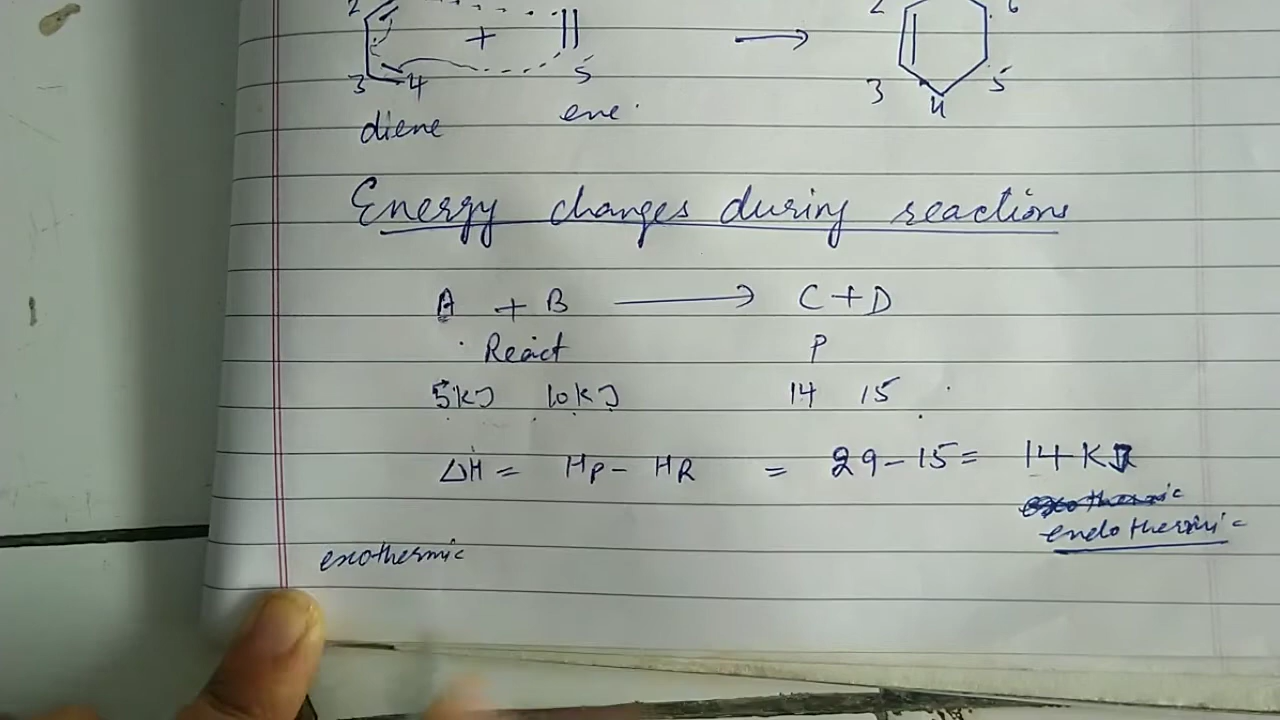 2 + 5 → 2 6
3 4 3 5
4
diene ene
Energy changes during reactions
A + B → C + D
React P
5kJ 10kJ 14 15
ΔH = Hp - HR = 29 - 15 = 14 KJ
endothermic
exothermic